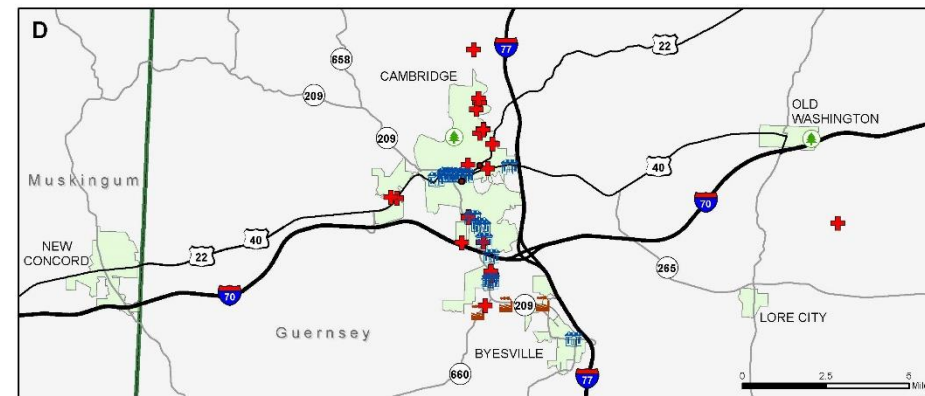 D
77
22
658
CAMBRIDGE
209
OLD
WASHINGTON
209
40
Muskingum
70
NEW
CONCORD
40
22
265
70
209
LORE CITY
Guernsey
BYESVILLE
660
77
0 2.5 5
Mile